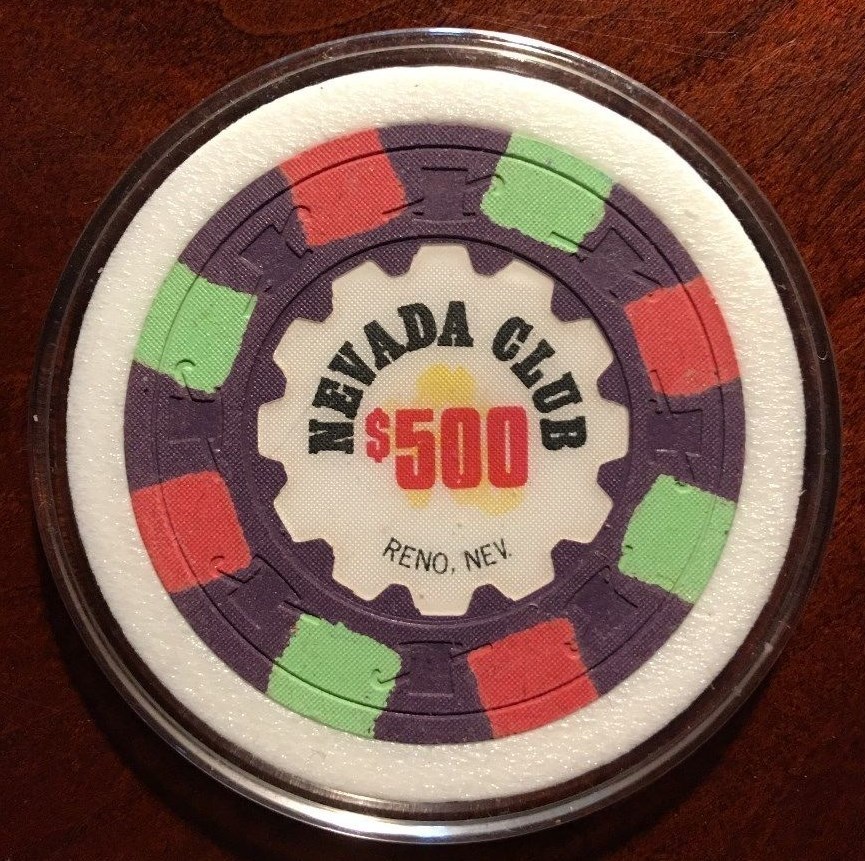 NEVADA CLUB
$500
RENO, NEV.